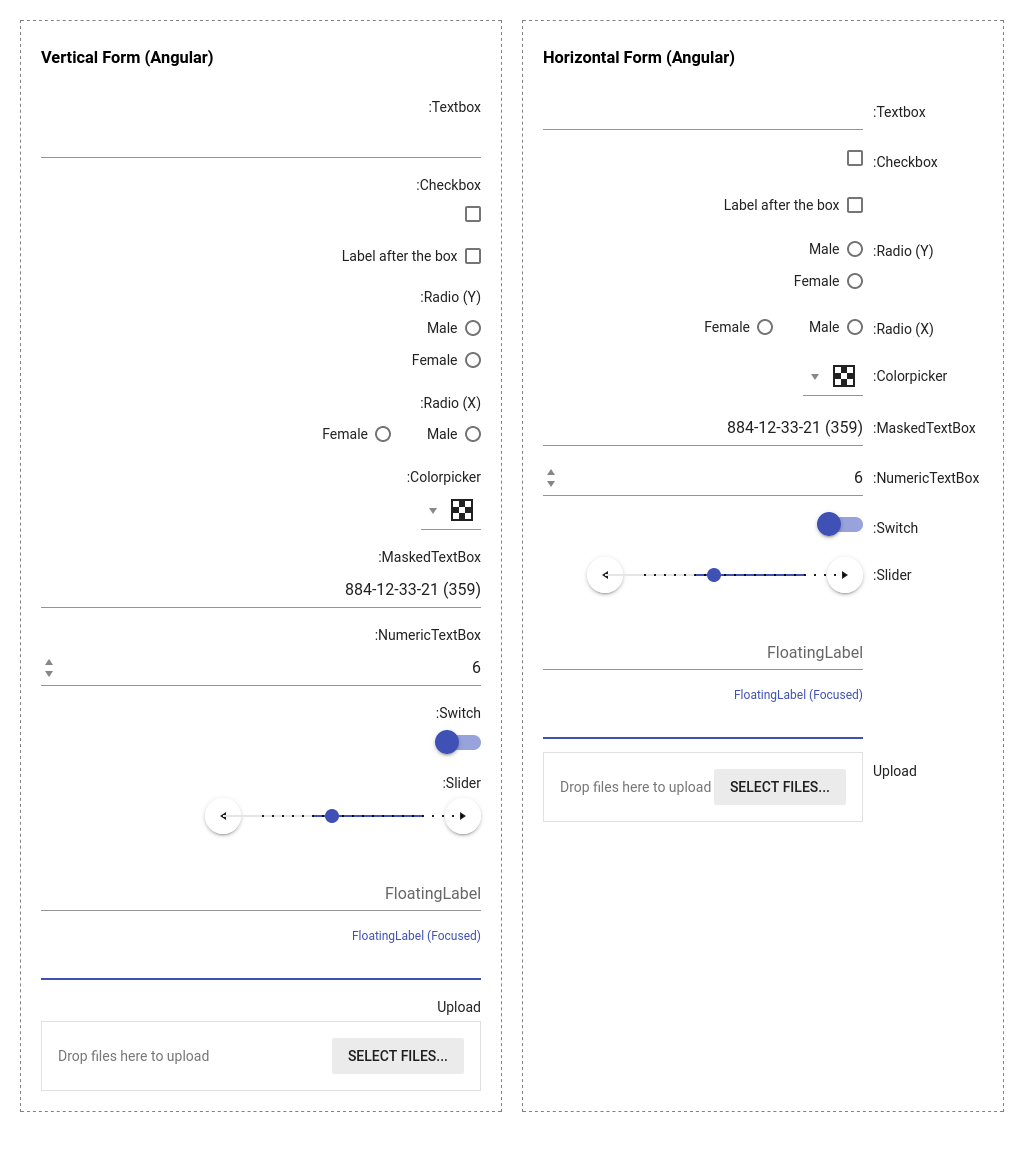 Vertical Form (Angular)
:Textbox
:Checkbox
Label after the box
:Radio (Y)
Male
Female
:Radio (X)
Female Male
:Colorpicker
:MaskedTextBox
884-12-33-21 (359)
:NumericTextBox
6
:Switch
:Slider
FloatingLabel
FloatingLabel (Focused)
Upload
Drop files here to upload SELECT FILES...
Horizontal Form (Angular)
:Textbox
:Checkbox
Label after the box
Male :Radio (Y)
Female
Female Male :Radio (X)
:Colorpicker
884-12-33-21 (359) :MaskedTextBox
6 :NumericTextBox
:Switch
:Slider
FloatingLabel
FloatingLabel (Focused)
Upload
Drop files here to upload SELECT FILES...